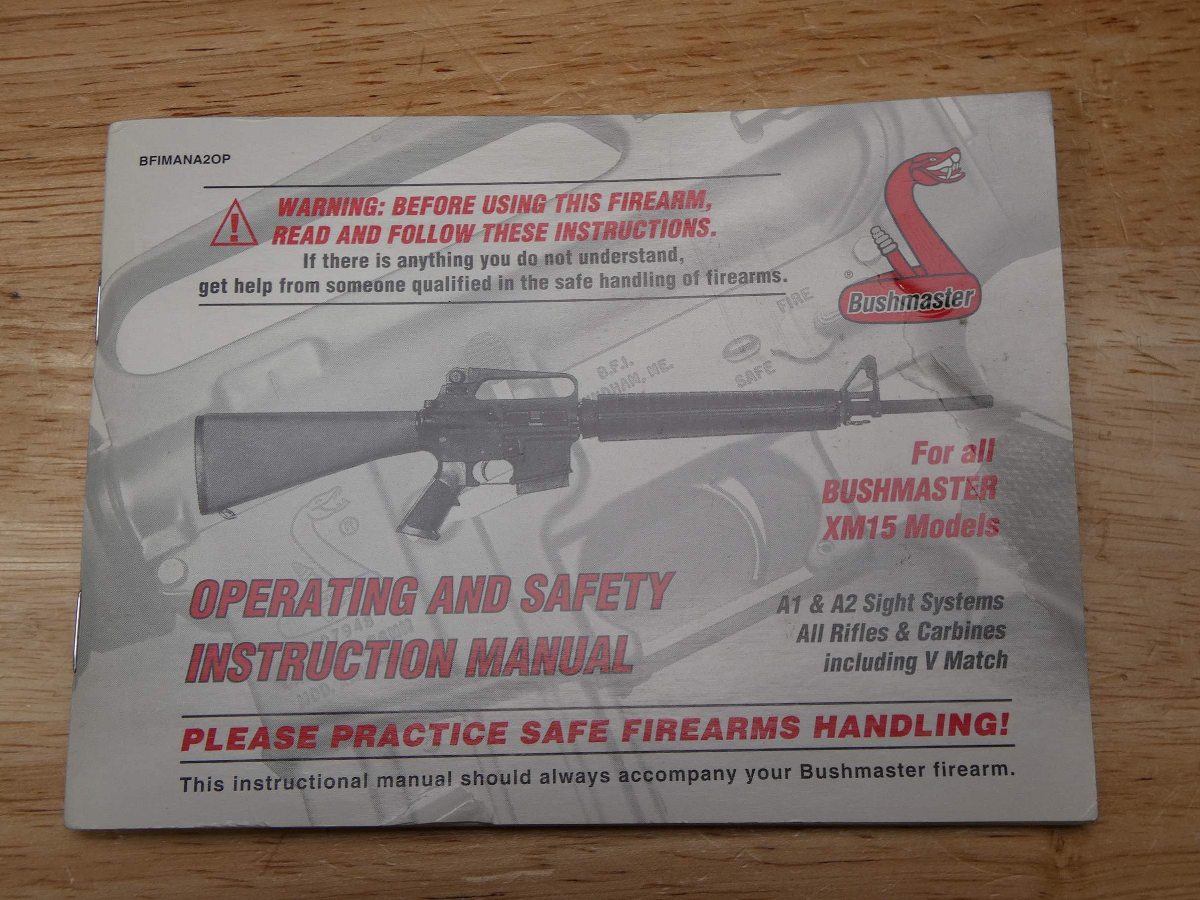 BFIMANA2OP
WARNING: BEFORE USING THIS FIREARM,
READ AND FOLLOW THESE INSTRUCTIONS.
If there is anything you do not understand,
get help from someone qualified in the safe handling of firearms.
®
Bushmaster
FIRE
SAFE
B.F.I.
ME.
For all
BUSHMASTER
XM15 Models
®
OPERATING AND SAFETY
INSTRUCTION MANUAL
A1 & A2 Sight Systems
All Rifles & Carbines
including V Match
MOD.
PLEASE PRACTICE SAFE FIREARMS HANDLING!
This instructional manual should always accompany your Bushmaster firearm.